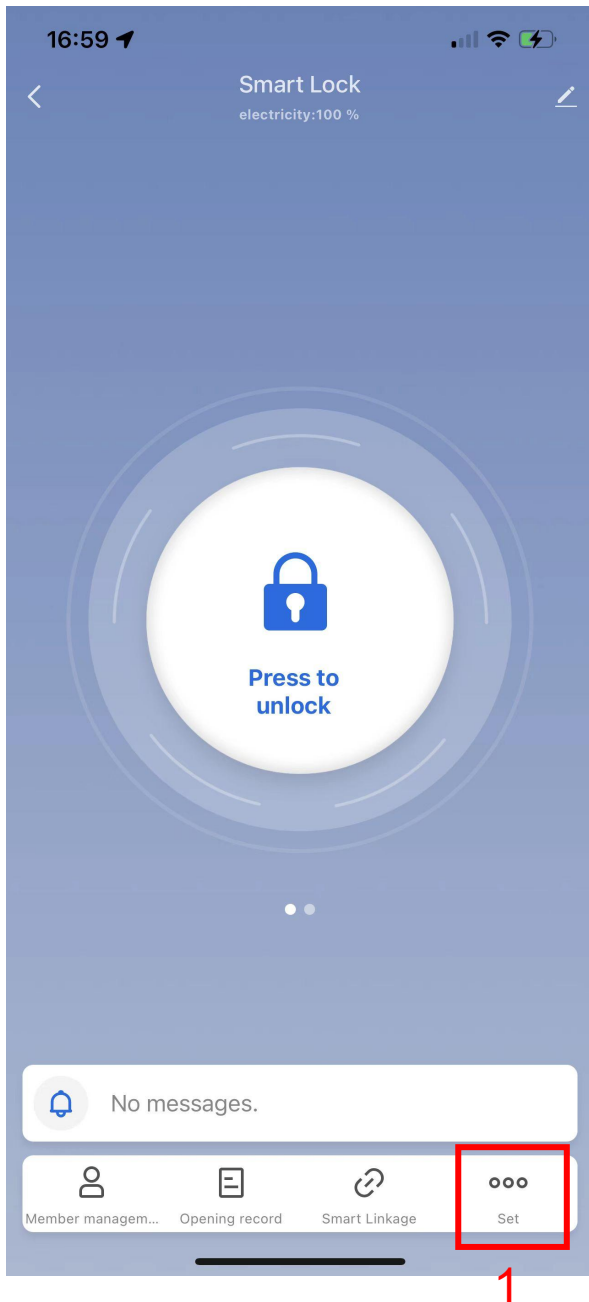 16:59
Smart Lock
electricity:100 %
Press to
unlock
No messages.
Member managem... Opening record Smart Linkage Set
1